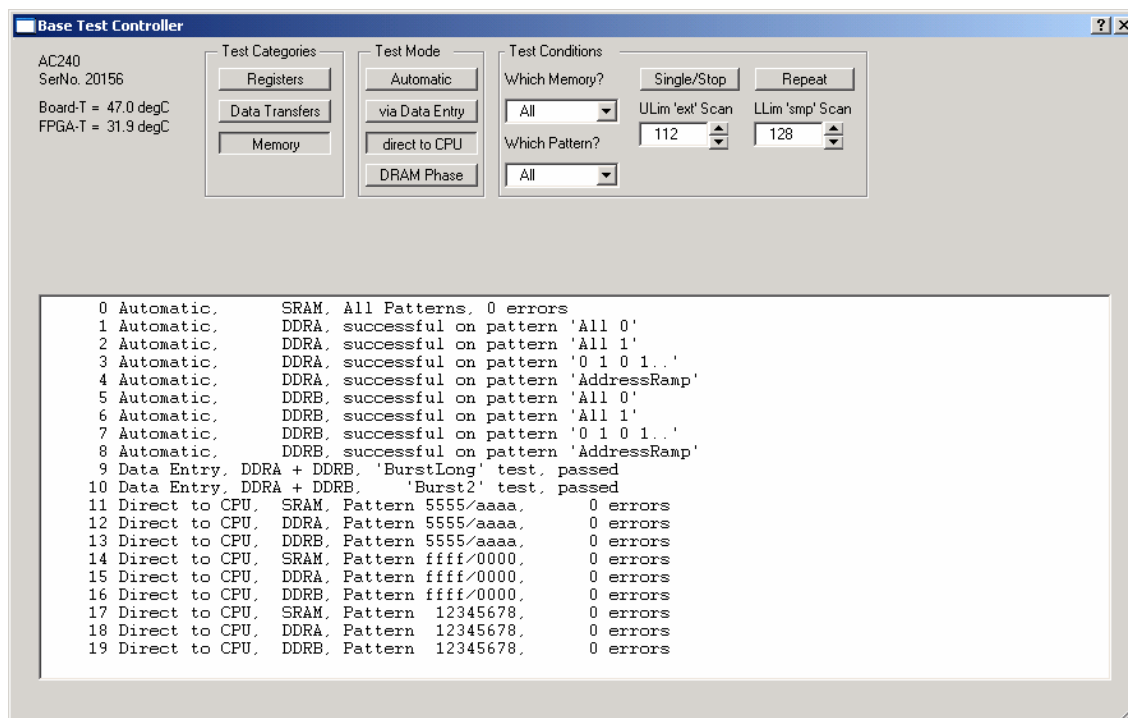 Base Test Controller
AC240
SerNo. 20156
Board-T = 47.0 degC
FPGA-T = 31.9 degC
Test Categories
Registers
Data Transfers
Memory
Test Mode
Automatic
via Data Entry
direct to CPU
DRAM Phase
Test Conditions
Which Memory?
All
Which Pattern?
All
Single/Stop
ULim 'ext' Scan
112
Repeat
LLim 'smp' Scan
128
0 Automatic, SRAM, All Patterns, 0 errors
1 Automatic, DDRA, successful on pattern 'All 0'
2 Automatic, DDRA, successful on pattern 'All 1'
3 Automatic, DDRA, successful on pattern '0 1 0 1..'
4 Automatic, DDRA, successful on pattern 'AddressRamp'
5 Automatic, DDRB, successful on pattern 'All 0'
6 Automatic, DDRB, successful on pattern 'All 1'
7 Automatic, DDRB, successful on pattern '0 1 0 1..'
8 Automatic, DDRB, successful on pattern 'AddressRamp'
9 Data Entry, DDRA + DDRB, 'BurstLong' test, passed
10 Data Entry, DDRA + DDRB, 'Burst2' test, passed
11 Direct to CPU, SRAM, Pattern 5555/aaaa, 0 errors
12 Direct to CPU, DDRA, Pattern 5555/aaaa, 0 errors
13 Direct to CPU, DDRB, Pattern 5555/aaaa, 0 errors
14 Direct to CPU, SRAM, Pattern ffff/0000, 0 errors
15 Direct to CPU, DDRA, Pattern ffff/0000, 0 errors
16 Direct to CPU, DDRB, Pattern ffff/0000, 0 errors
17 Direct to CPU, SRAM, Pattern 12345678, 0 errors
18 Direct to CPU, DDRA, Pattern 12345678, 0 errors
19 Direct to CPU, DDRB, Pattern 12345678, 0 errors